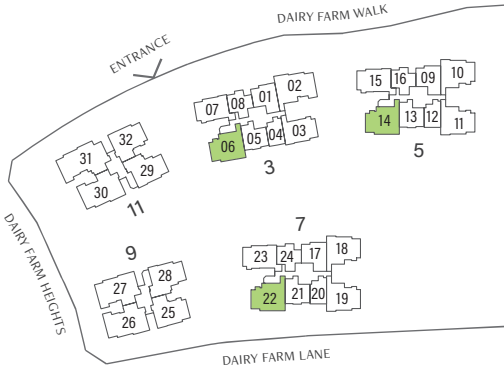 DAIRY FARM WALK
ENTRANCE
DAIRY FARM HEIGHTS
07 08 01 02
06 05 04 03
3
15 16 09 10
14 13 12 11
5
31 32
30 29
11
27 28
26 25
9
7
23 24 17 18
22 21 20 19
DAIRY FARM LANE